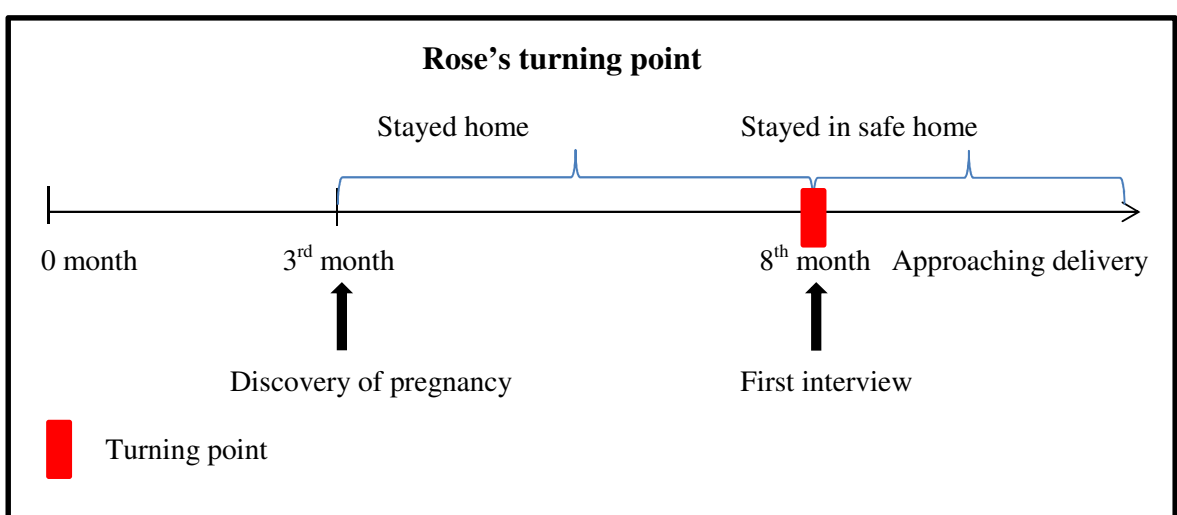 Rose’s turning point
Stayed home Stayed in safe home
0 month 3rd month 8th month Approaching delivery
Discovery of pregnancy First interview
Turning point